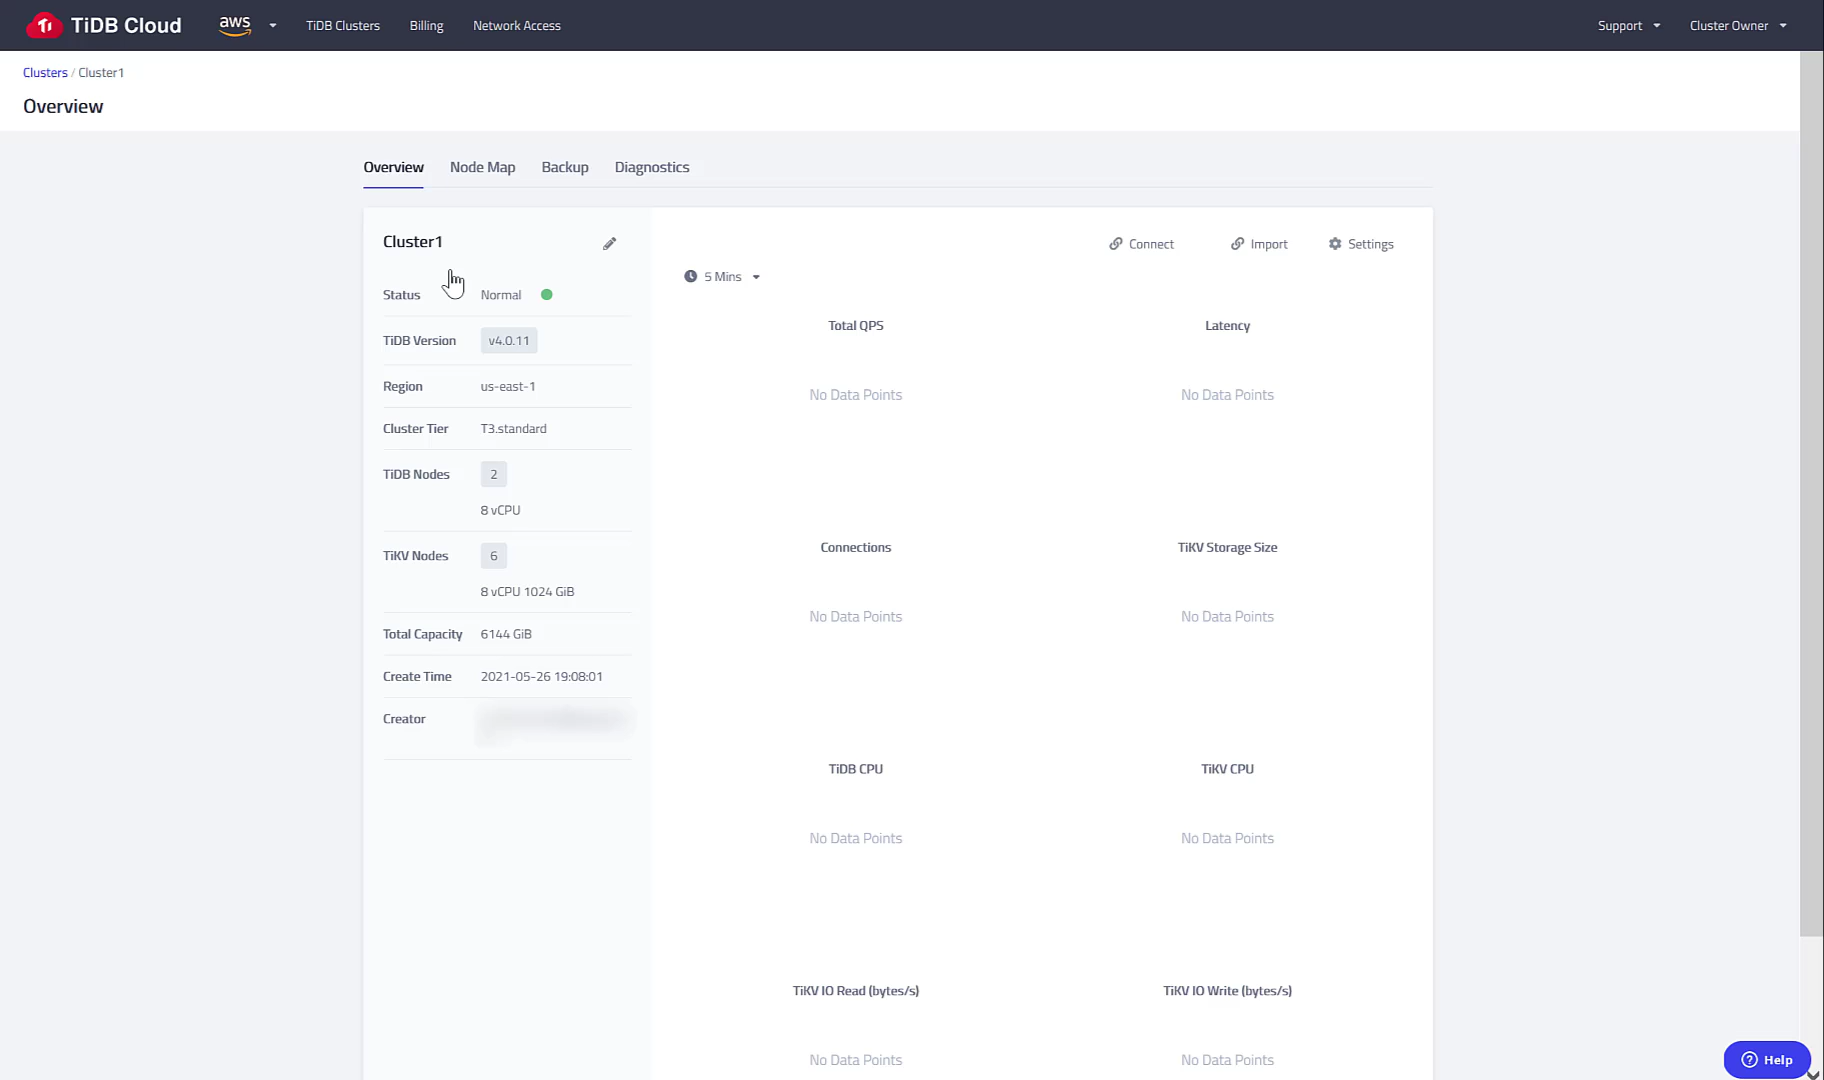 TiDB Cloud aws TiDB Clusters Billing Network Access Support Cluster Owner
Clusters / Cluster1
Overview
Overview Node Map Backup Diagnostics
Cluster1
Connect Import Settings
5 Mins
Status Normal
TiDB Version v4.0.11
Region us-east-1
Cluster Tier T3.standard
TiDB Nodes 2
8 vCPU
TiKV Nodes 6
8 vCPU 1024 GiB
Total Capacity 6144 GiB
Create Time 2021-05-26 19:08:01
Creator
Total QPS Latency
No Data Points No Data Points
Connections TiKV Storage Size
No Data Points No Data Points
TiDB CPU TiKV CPU
No Data Points No Data Points
TiKV IO Read (bytes/s) TiKV IO Write (bytes/s)
No Data Points No Data Points
Help